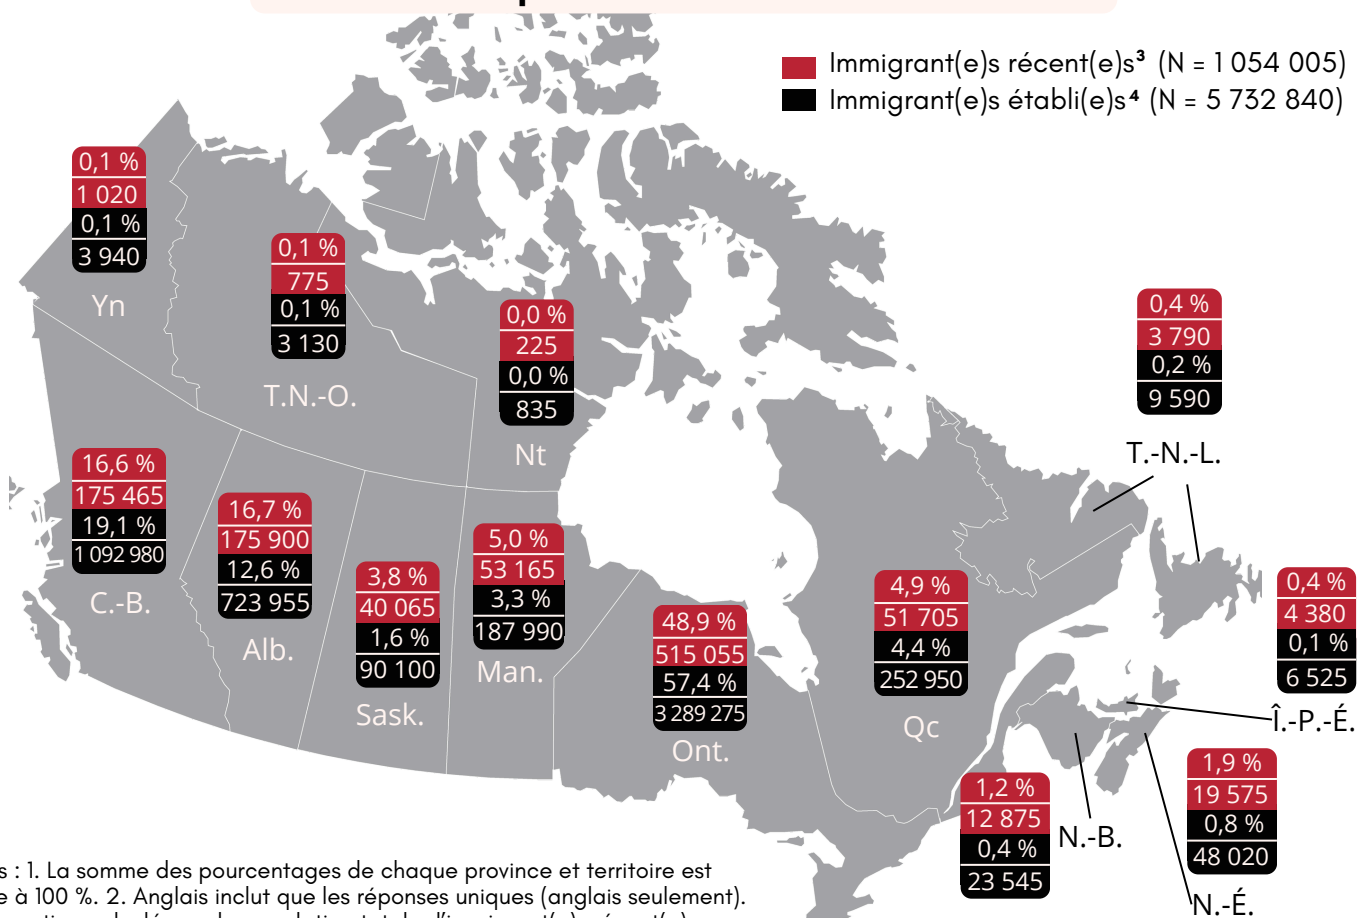 Immigrant(e)s récent(e)s³ (N = 1 054 005)
Immigrant(e)s établi(e)s⁴ (N = 5 732 840)
0,1 %
1 020
0,1 %
3 940
Yn
0,1 %
775
0,1 %
3 130
T.N.-O.
0,0 %
225
0,0 %
835
Nt
0,4 %
3 790
0,2 %
9 590
T.-N.-L.
16,6 %
175 465
19,1 %
1 092 980
C.-B.
16,7 %
175 900
12,6 %
723 955
Alb.
3,8 %
40 065
1,6 %
90 100
Sask.
5,0 %
53 165
3,3 %
187 990
Man.
48,9 %
515 055
57,4 %
3 289 275
Ont.
4,9 %
51 705
4,4 %
252 950
Qc
0,4 %
4 380
0,1 %
6 525
Î.-P.-É.
1,2 %
12 875
0,4 %
23 545
N.-B.
1,9 %
19 575
0,8 %
48 020
N.-É.
s : 1. La somme des pourcentages de chaque province et territoire est
e à 100 %. 2. Anglais inclut que les réponses uniques (anglais seulement).